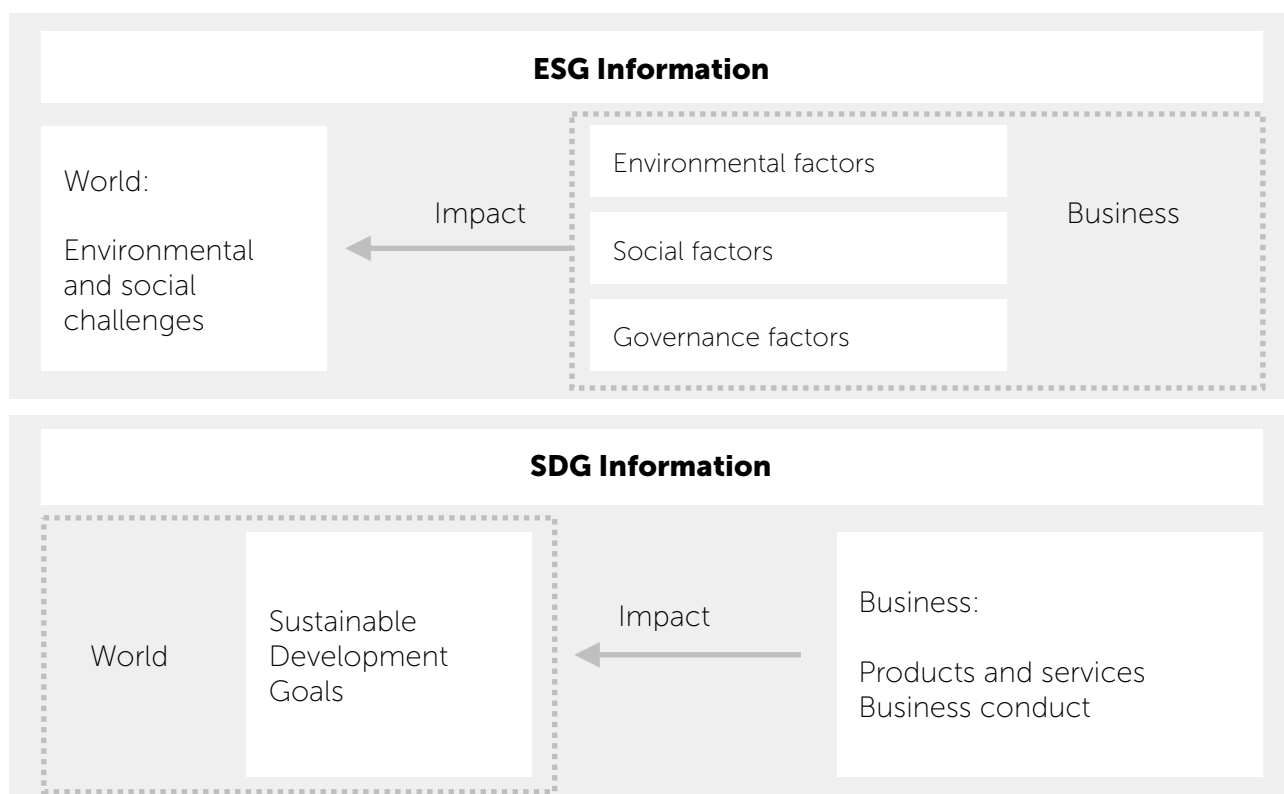 ESG Information
World:
Environmental
and social
challenges
Impact
Environmental factors
Social factors
Governance factors
Business
SDG Information
World
Sustainable
Development
Goals
Impact
Business:
Products and services
Business conduct